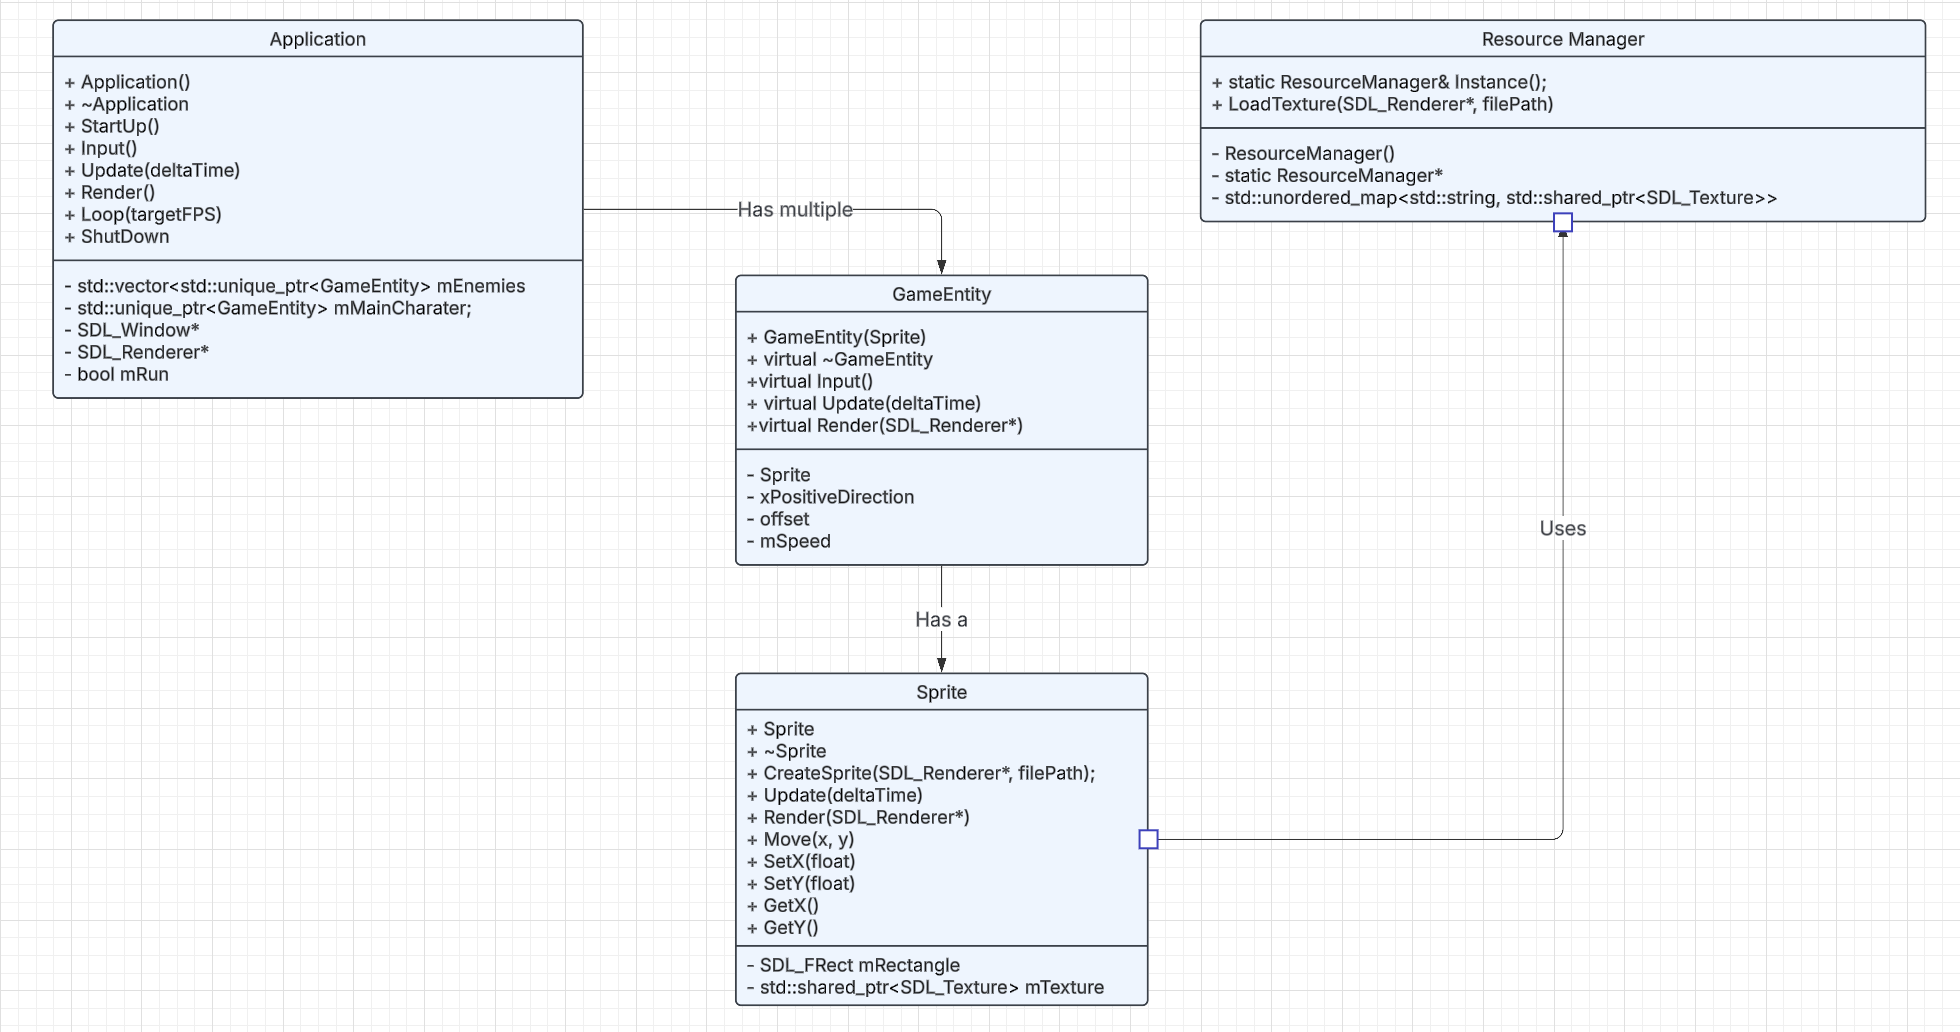 Application
+ Application()
+ ~Application
+ StartUp()
+ Input()
+ Update(deltaTime)
+ Render()
+ Loop(targetFPS)
+ ShutDown
- std::vector<std::unique_ptr<GameEntity> mEnemies
- std::unique_ptr<GameEntity> mMainCharater;
- SDL_Window*
- SDL_Renderer*
- bool mRun
Has multiple
Resource Manager
+ static ResourceManager& Instance();
+ LoadTexture(SDL_Renderer*, filePath)
- ResourceManager()
- static ResourceManager*
- std::unordered_map<std::string, std::shared_ptr<SDL_Texture>>
GameEntity
+ GameEntity(Sprite)
+ virtual ~GameEntity
+virtual Input()
+ virtual Update(deltaTime)
+virtual Render(SDL_Renderer*)
- Sprite
- xPositiveDirection
- offset
- mSpeed
Uses
Has a
Sprite
+ Sprite
+ ~Sprite
+ CreateSprite(SDL_Renderer*, filePath);
+ Update(deltaTime)
+ Render(SDL_Renderer*)
+ Move(x, y)
+ SetX(float)
+ SetY(float)
+ GetX()
+ GetY()
- SDL_FRect mRectangle
- std::shared_ptr<SDL_Texture> mTexture